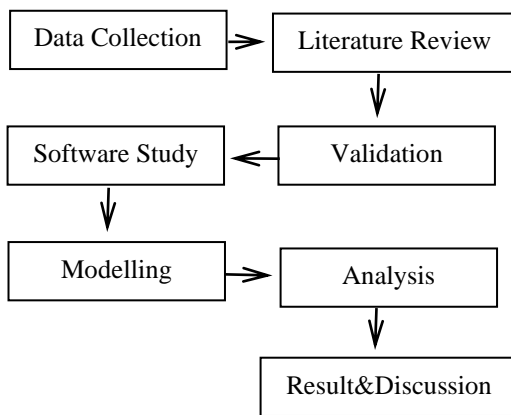 Data Collection
Literature Review
Validation
Software Study
Modelling
Analysis
Result&Discussion